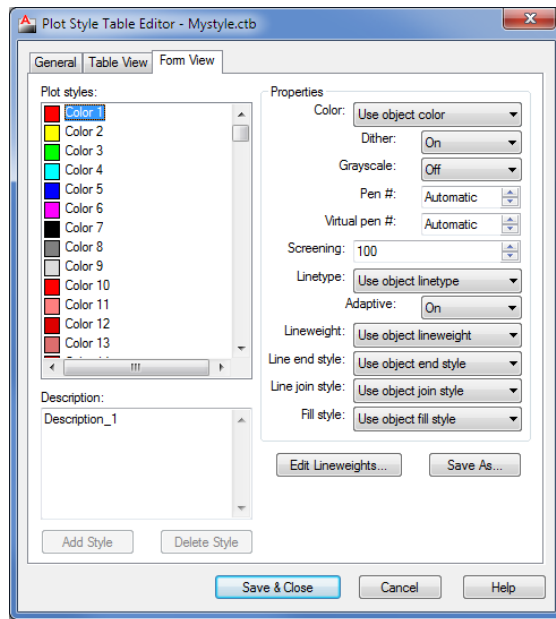 Plot Style Table Editor - Mystyle.ctb
General
Table View
Form View
Plot styles:
Color 1
Color 2
Color 3
Color 4
Color 5
Color 6
Color 7
Color 8
Color 9
Color 10
Color 11
Color 12
Color 13
Description:
Description_1
Add Style
Delete Style
Properties
Color: Use object color
Dither: On
Grayscale: Off
Pen #: Automatic
Virtual pen #: Automatic
Screening: 100
Linetype: Use object linetype
Adaptive: On
Lineweight: Use object lineweight
Line end style: Use object end style
Line join style: Use object join style
Fill style: Use object fill style
Edit Lineweights...
Save As...
Save & Close
Cancel
Help